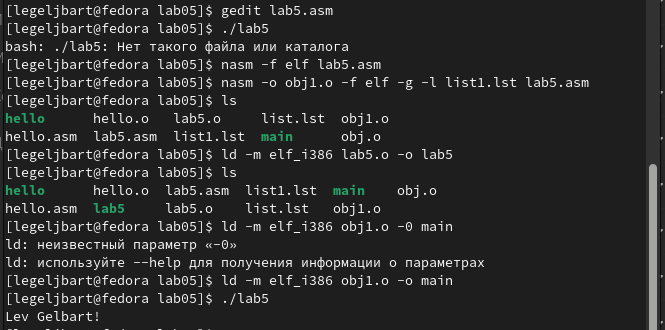 [legeljbart@fedora lab05]$ gedit lab5.asm
[legeljbart@fedora lab05]$ ./lab5
bash: ./lab5: Нет такого файла или каталога
[legeljbart@fedora lab05]$ nasm -f elf lab5.asm
[legeljbart@fedora lab05]$ nasm -o obj1.o -f elf -g -l list1.lst lab5.asm
[legeljbart@fedora lab05]$ ls
hello      hello.o   lab5.o     list.lst  obj1.o
hello.asm  lab5.asm  list1.lst  main      obj.o
[legeljbart@fedora lab05]$ ld -m elf_i386 lab5.o -o lab5
[legeljbart@fedora lab05]$ ls
hello      hello.o  lab5.asm  list1.lst  main    obj.o
hello.asm  lab5     lab5.o    list.lst   obj1.o
[legeljbart@fedora lab05]$ ld -m elf_i386 obj1.o -0 main
ld: неизвестный параметр «-0»
ld: используйте --help для получения информации о параметрах
[legeljbart@fedora lab05]$ ld -m elf_i386 obj1.o -o main
[legeljbart@fedora lab05]$ ./lab5
Lev Gelbart!